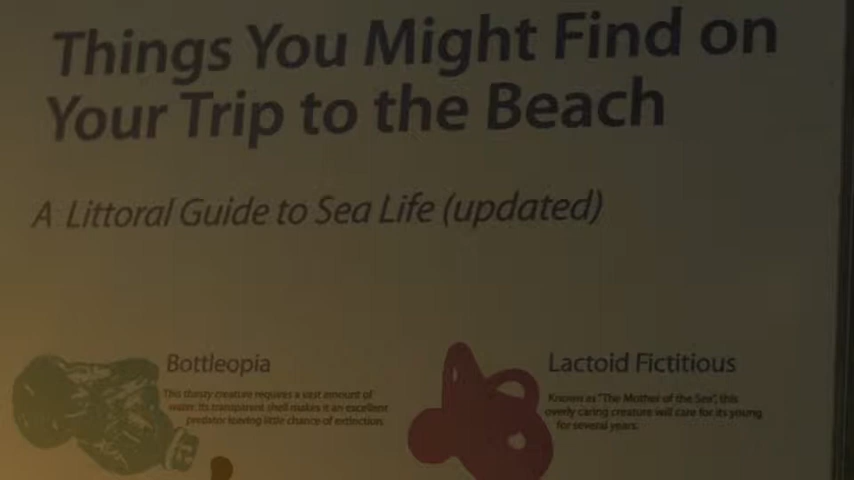 Things You Might Find on
Your Trip to the Beach
A Littoral Guide to Sea Life (updated)
Bottleopia
This thirsty creature requires a vast amount of
water. Its transparent shell makes it an excellent
predator leaving little chance of extinction.
Lactoid Fictitious
Known as "The Mother of the Sea", this
overly caring creature will care for its young
for several years.